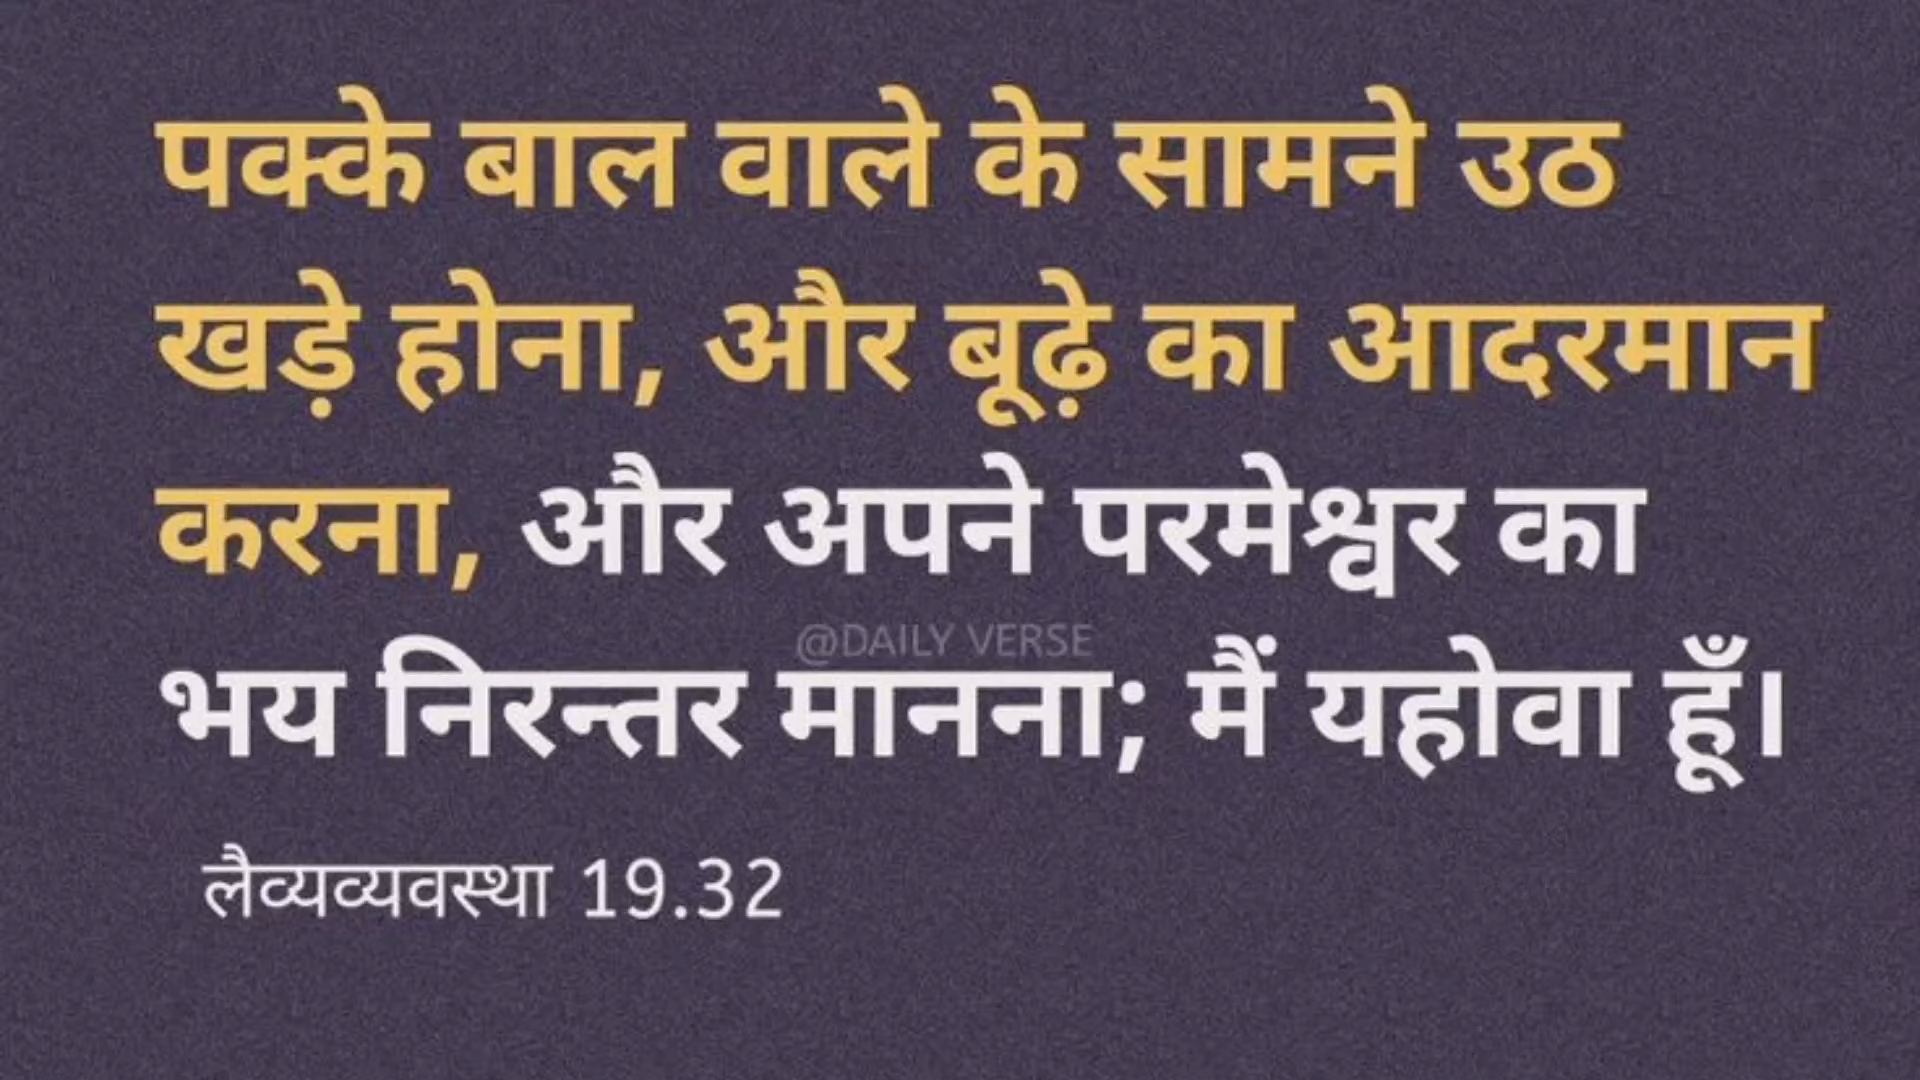 पक्के बाल वाले के सामने उठ
खड़े होना, और बूढ़े का आदरमान
करना, और अपने परमेश्वर का
@DAILY VERSE
भय निरन्तर मानना; मैं यहोवा हूँ।
लैव्यव्यवस्था 19.32